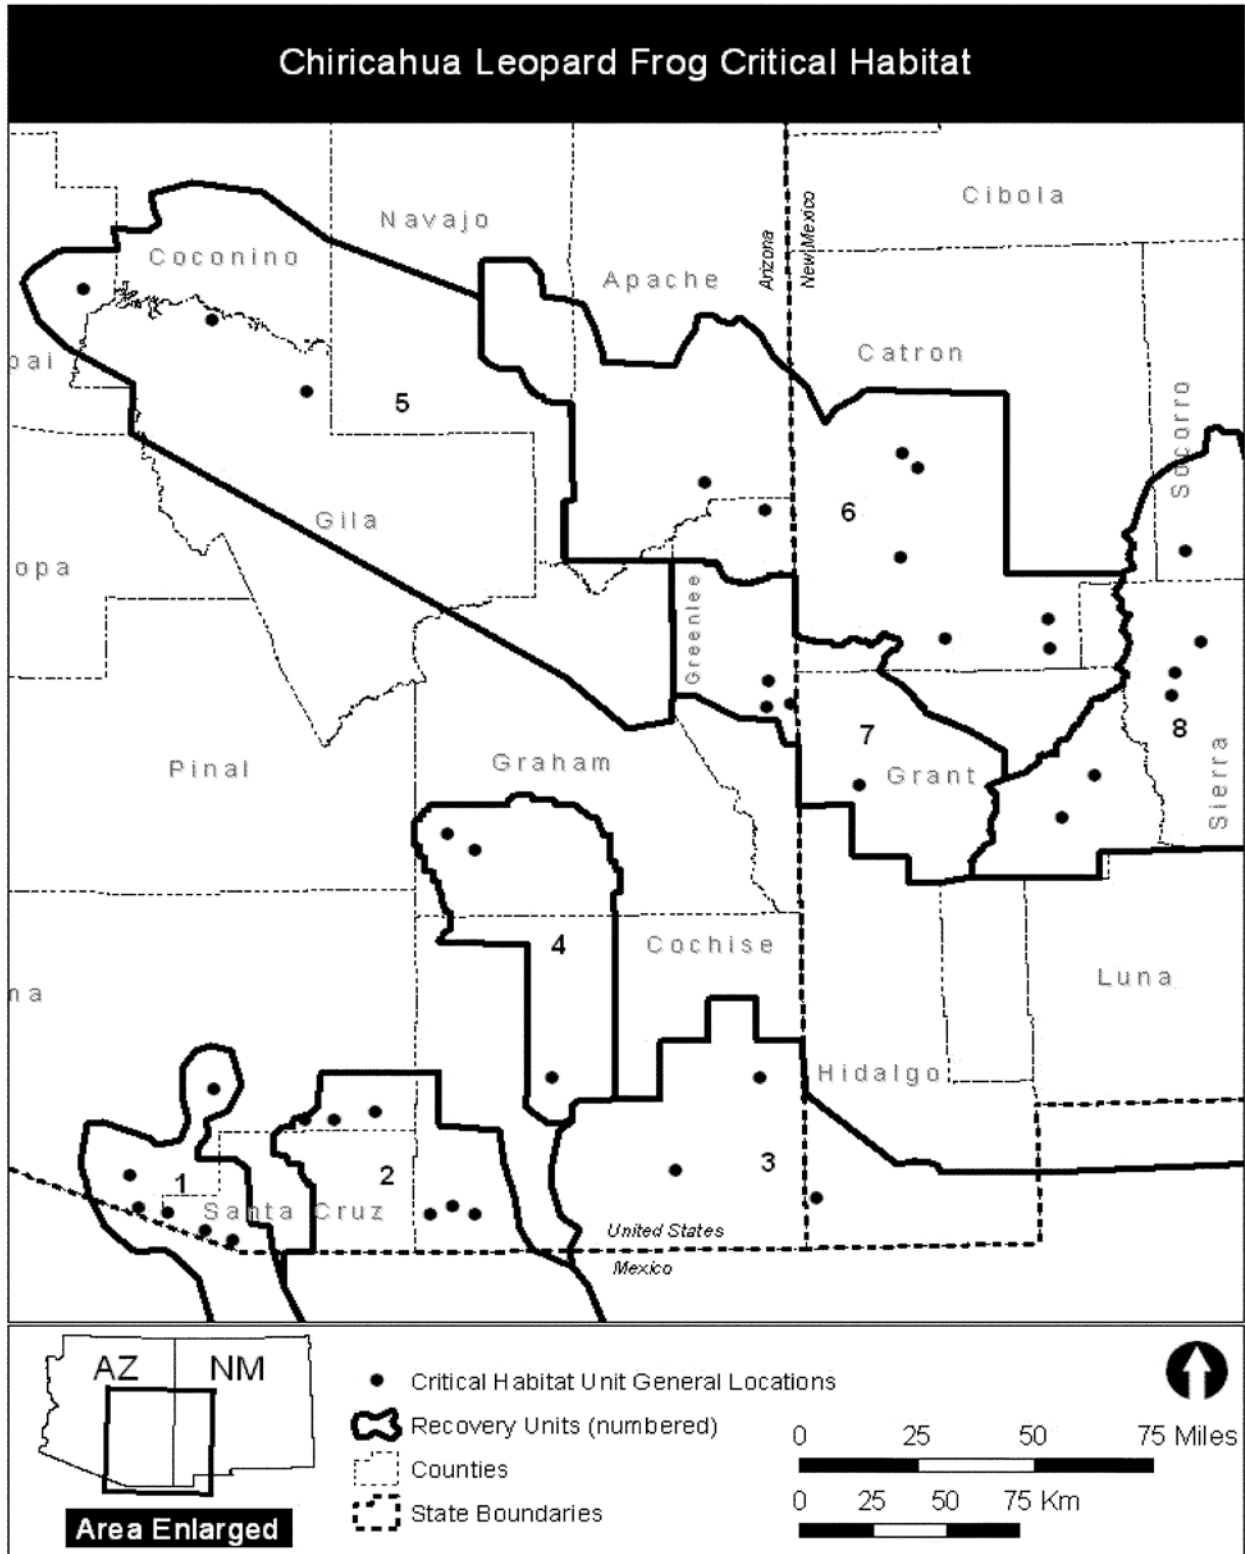 Chiricahua Leopard Frog Critical Habitat
Cibola
Navajo
Arizona
New Mexico
Coconino
Apache
Catron
pai
5
Socorro
6
Gila
opa
Greenlee
7
8
Pinal
Graham
Grant
Sierra
4
Cochise
Luna
na
Hidalgo
1
2
3
Santa Cruz
United States
Mexico
AZ
NM
Area Enlarged
Critical Habitat Unit General Locations
Recovery Units (numbered)
Counties
State Boundaries
0 25 50 75 Miles
0 25 50 75 Km